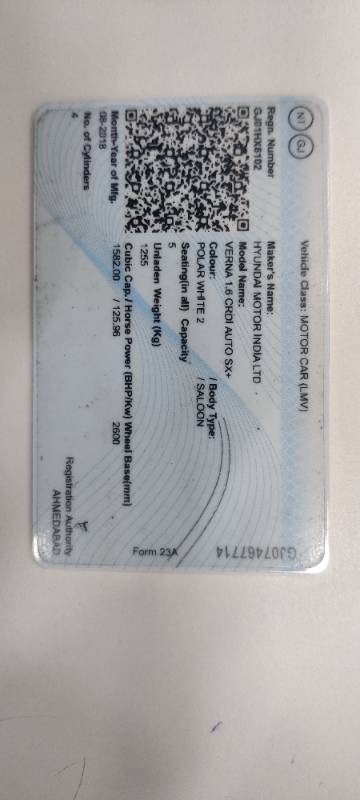 NT GJ
Vehicle Class: MOTOR CAR (LMV)
GJ07467714
Regn. Number
GJ01HX6102
Maker's Name:
HYUNDAI MOTOR INDIA LTD
Model Name:
VERNA 1.6 CRDI AUTO SX+
Colour: / Body Type:
POLAR WHITE 2 / SALOON
Seating(in all) Capacity
5
Unladen Weight (Kg)
1255
Month-Year of Mfg.
08-2018
Cubic Cap. / Horse Power (BHP/Kw) Wheel Base(mm)
1582.00 / 125.96 2600
No. of Cylinders
4
Registration Authority
AHMEDABAD
Form 23A